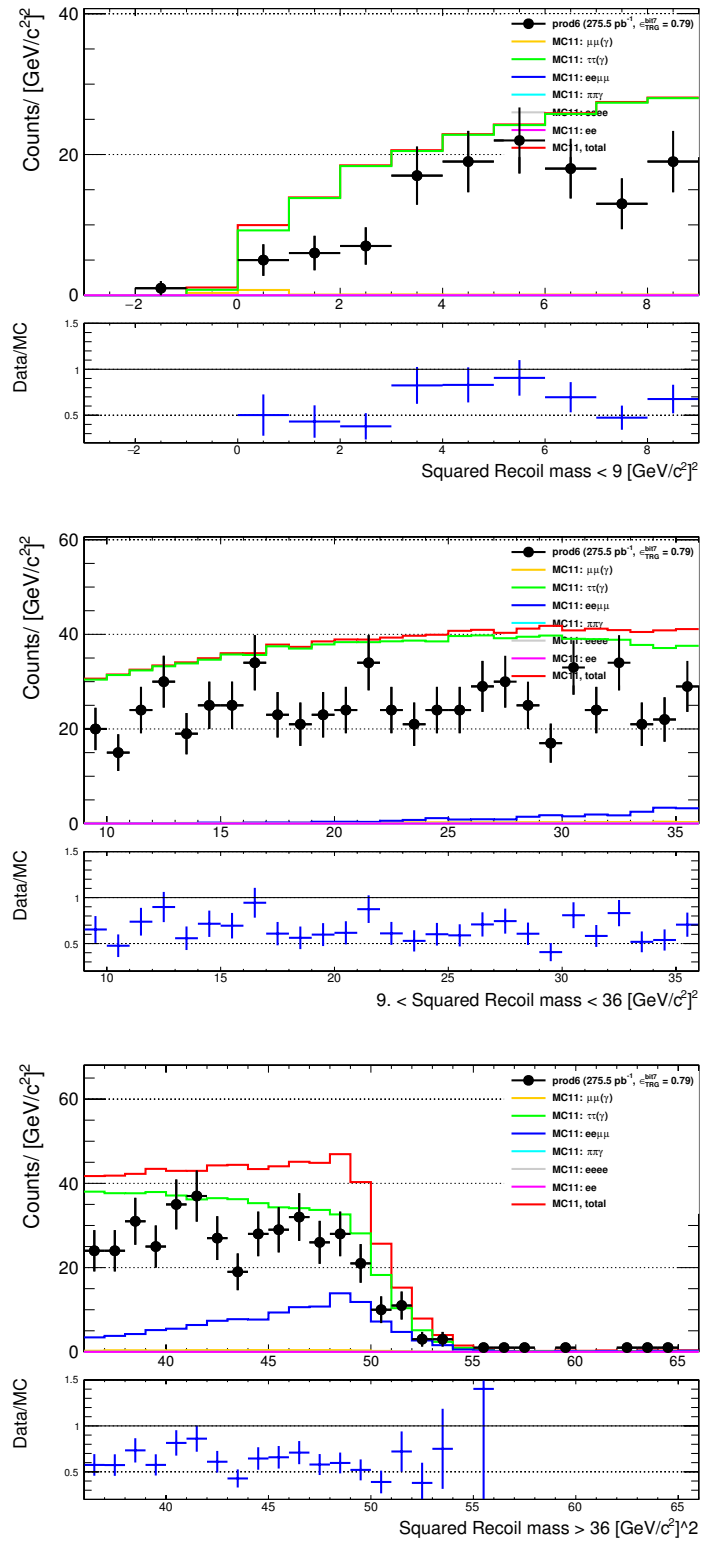 40
30
20
10
0
Counts/ [GeV/c²]²
prod6 (275.5 pb⁻¹, ε^bit7_TRG = 0.79)
MC11: μμ(γ)
MC11: ττ(γ)
MC11: eeμμ
MC11: ππγ
MC11: eeee
MC11: ee
MC11, total
−2 0 2 4 6 8
1.5
1
0.5
Data/MC
−2 0 2 4 6 8
Squared Recoil mass < 9 [GeV/c²]²
60
40
20
0
Counts/ [GeV/c²]²
prod6 (275.5 pb⁻¹, ε^bit7_TRG = 0.79)
MC11: μμ(γ)
MC11: ττ(γ)
MC11: eeμμ
MC11: ππγ
MC11: eeee
MC11: ee
MC11, total
10 15 20 25 30 35
1.5
1
0.5
Data/MC
10 15 20 25 30 35
9. < Squared Recoil mass < 36 [GeV/c²]²
60
40
20
0
Counts/ [GeV/c²]²
prod6 (275.5 pb⁻¹, ε^bit7_TRG = 0.79)
MC11: μμ(γ)
MC11: ττ(γ)
MC11: eeμμ
MC11: ππγ
MC11: eeee
MC11: ee
MC11, total
40 45 50 55 60 65
1.5
1
0.5
Data/MC
40 45 50 55 60 65
Squared Recoil mass > 36 [GeV/c²]^2